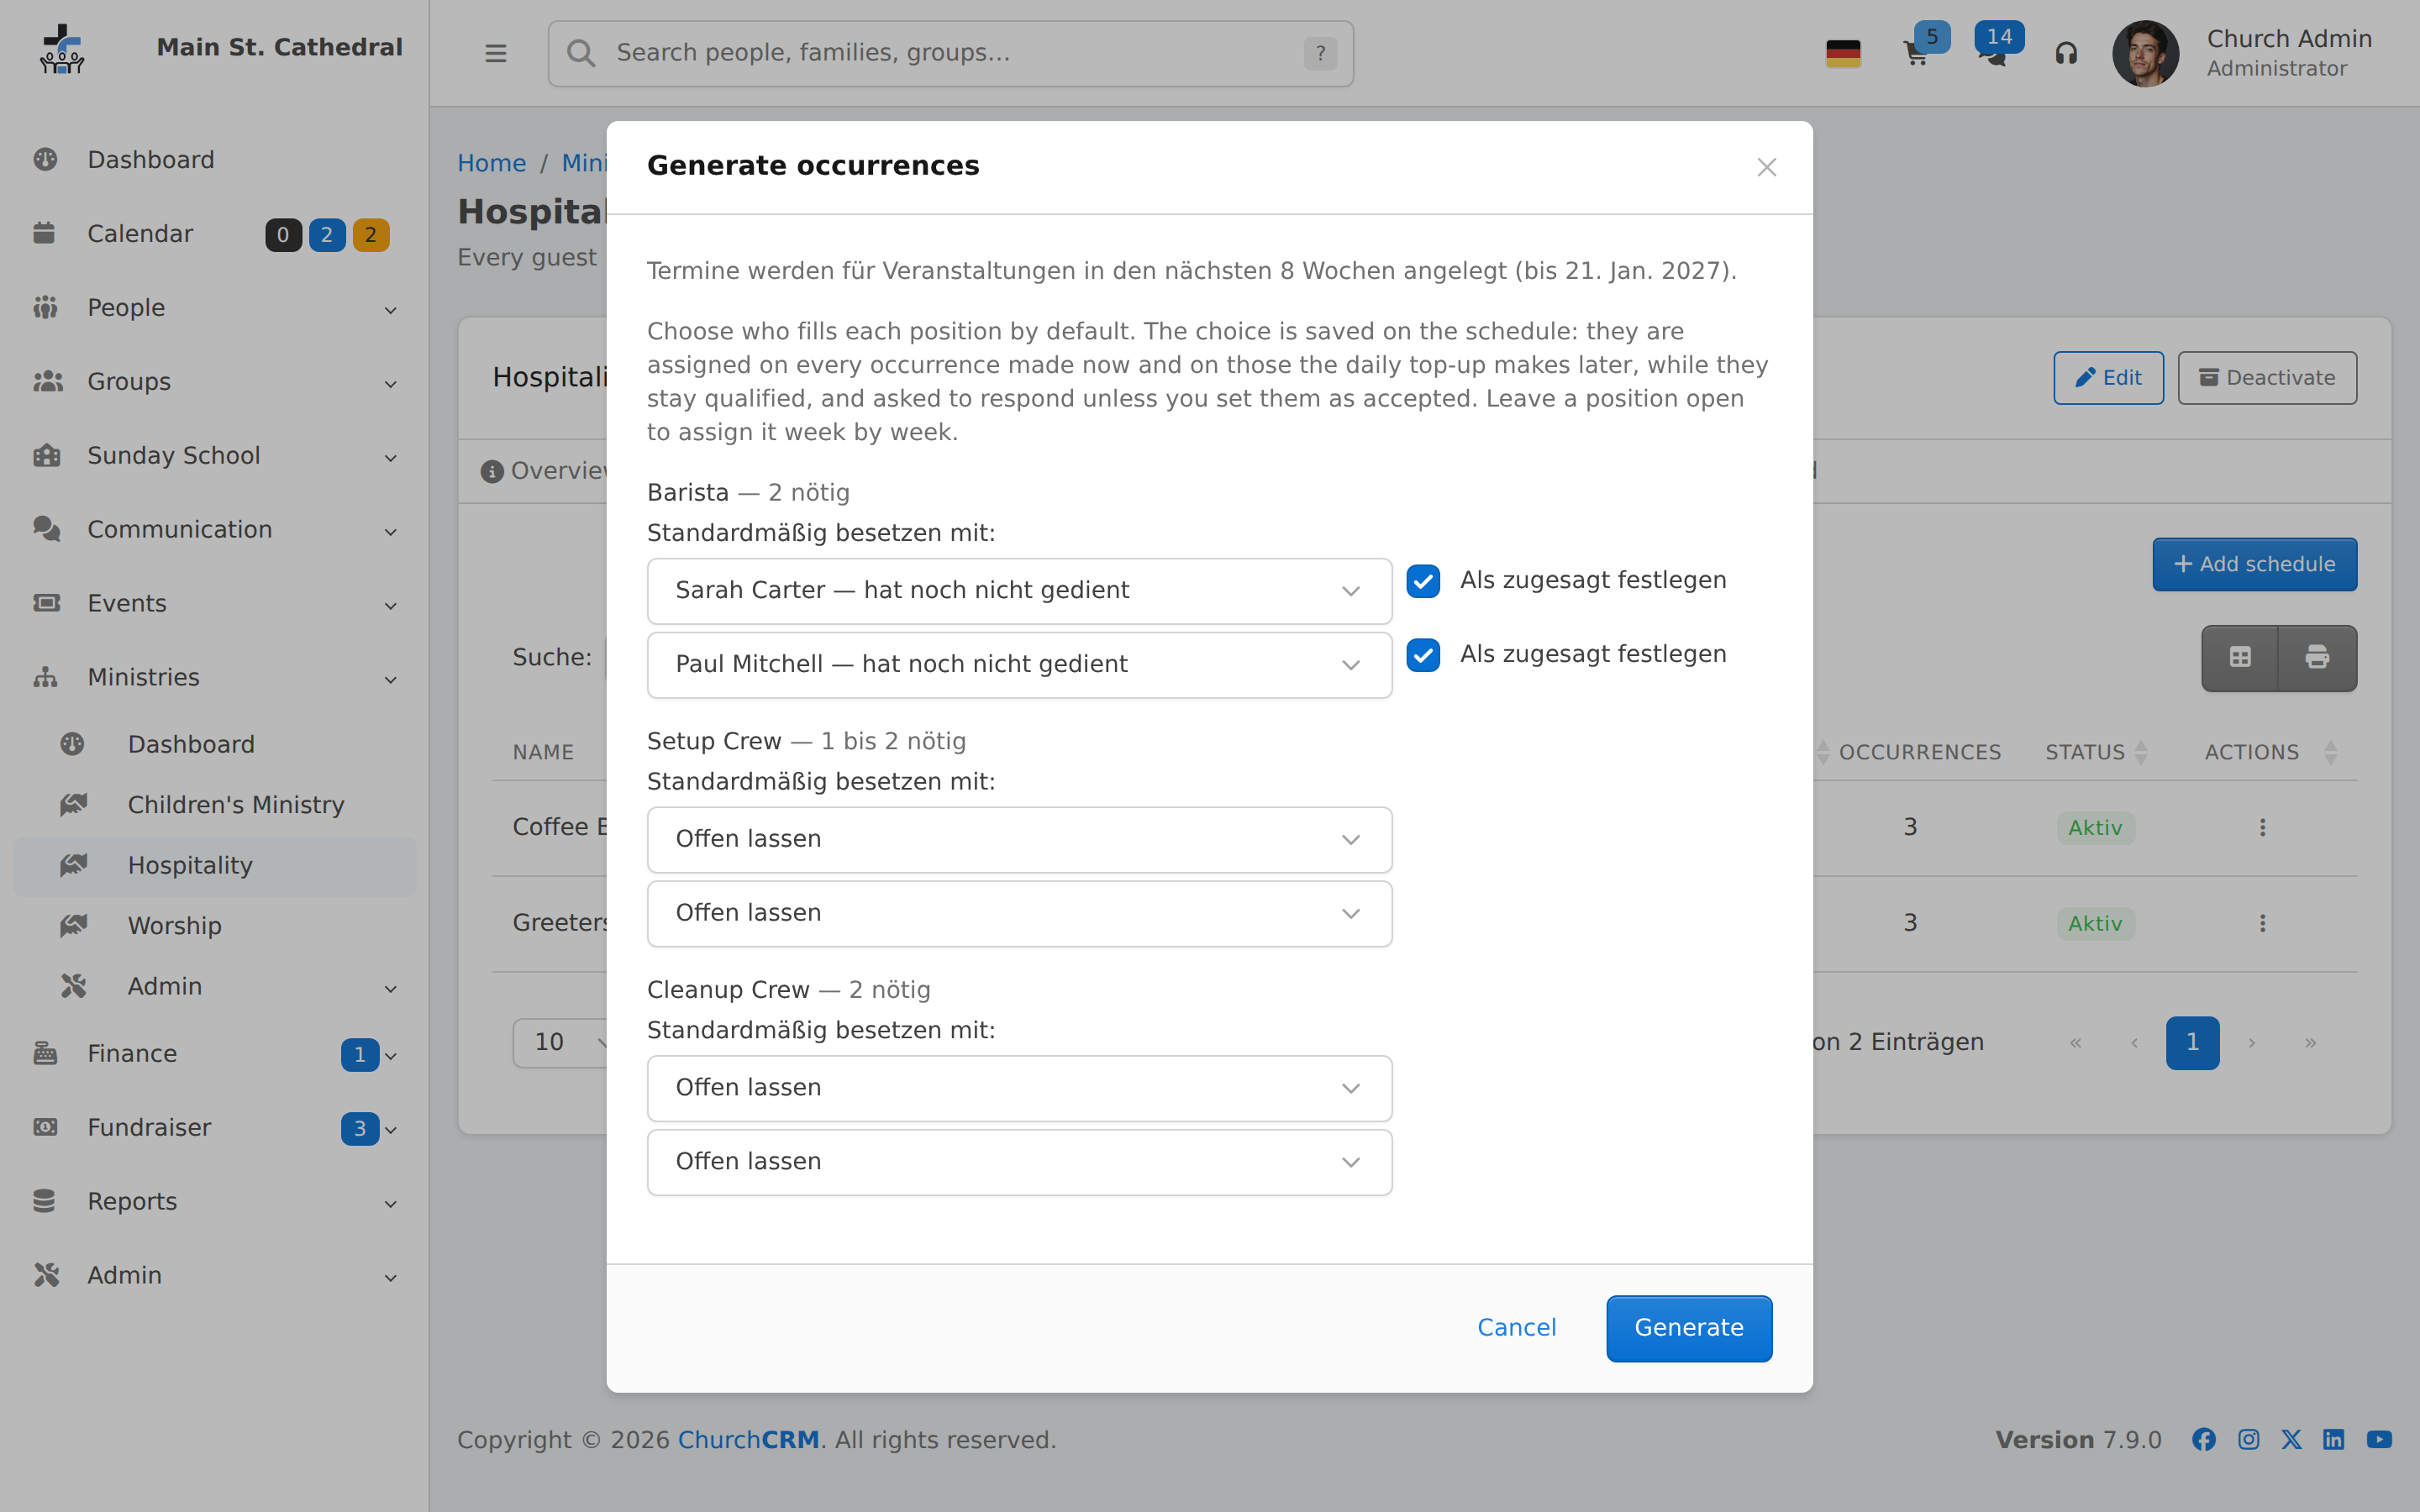 Main St. Cathedral
Search people, families, groups...
?
5
14
Church Admin
Administrator
Dashboard
Calendar
0
2
2
People
Groups
Sunday School
Communication
Events
Ministries
Dashboard
Children's Ministry
Hospitality
Worship
Admin
Finance
1
Fundraiser
3
Reports
Admin
Home /
Every guest
Edit
Deactivate
Add schedule
Suche:
NAME
OCCURRENCES
STATUS
ACTIONS
Coffee
3
Aktiv
3
Aktiv
10
2 Einträgen
«
‹
1
›
»
Generate occurrences
Termine werden für Veranstaltungen in den nächsten 8 Wochen angelegt (bis 21. Jan. 2027).
Choose who fills each position by default. The choice is saved on the schedule: they are
assigned on every occurrence made now and on those the daily top-up makes later, while they
stay qualified, and asked to respond unless you set them as accepted. Leave a position open
to assign it week by week.
Barista — 2 nötig
Standardmäßig besetzen mit:
Sarah Carter — hat noch nicht gedient
Als zugesagt festlegen
Paul Mitchell — hat noch nicht gedient
Als zugesagt festlegen
Setup Crew — 1 bis 2 nötig
Standardmäßig besetzen mit:
Offen lassen
Offen lassen
Cleanup Crew — 2 nötig
Standardmäßig besetzen mit:
Offen lassen
Offen lassen
Cancel
Generate
Copyright © 2026 ChurchCRM. All rights reserved.
Version 7.9.0